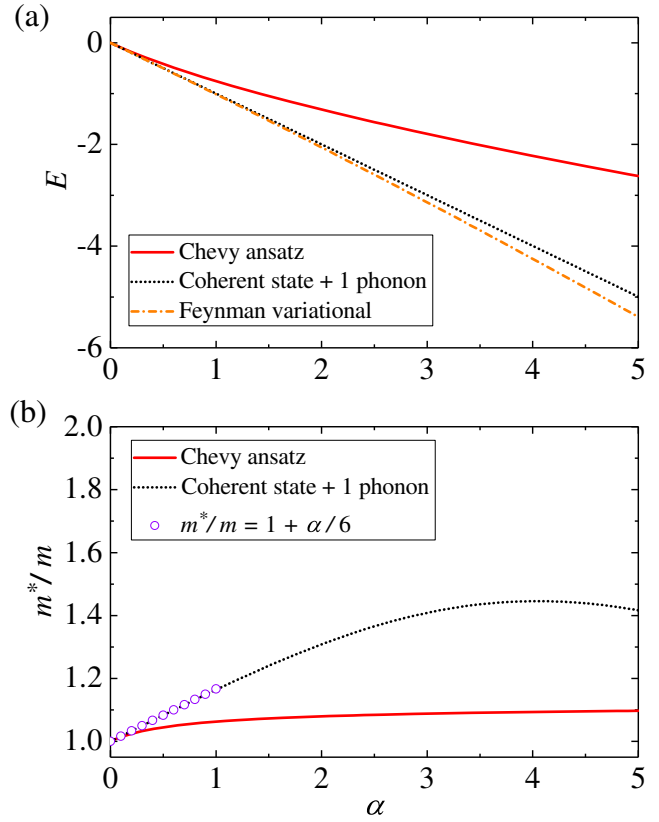 (a)
0
-2
-4
-6
E
Chevy ansatz
Coherent state + 1 phonon
Feynman variational
0 1 2 3 4 5
(b)
2.0
1.8
1.6
1.4
1.2
1.0
m*/m
Chevy ansatz
Coherent state + 1 phonon
m*/m = 1 + α/6
0 1 2 3 4 5
α